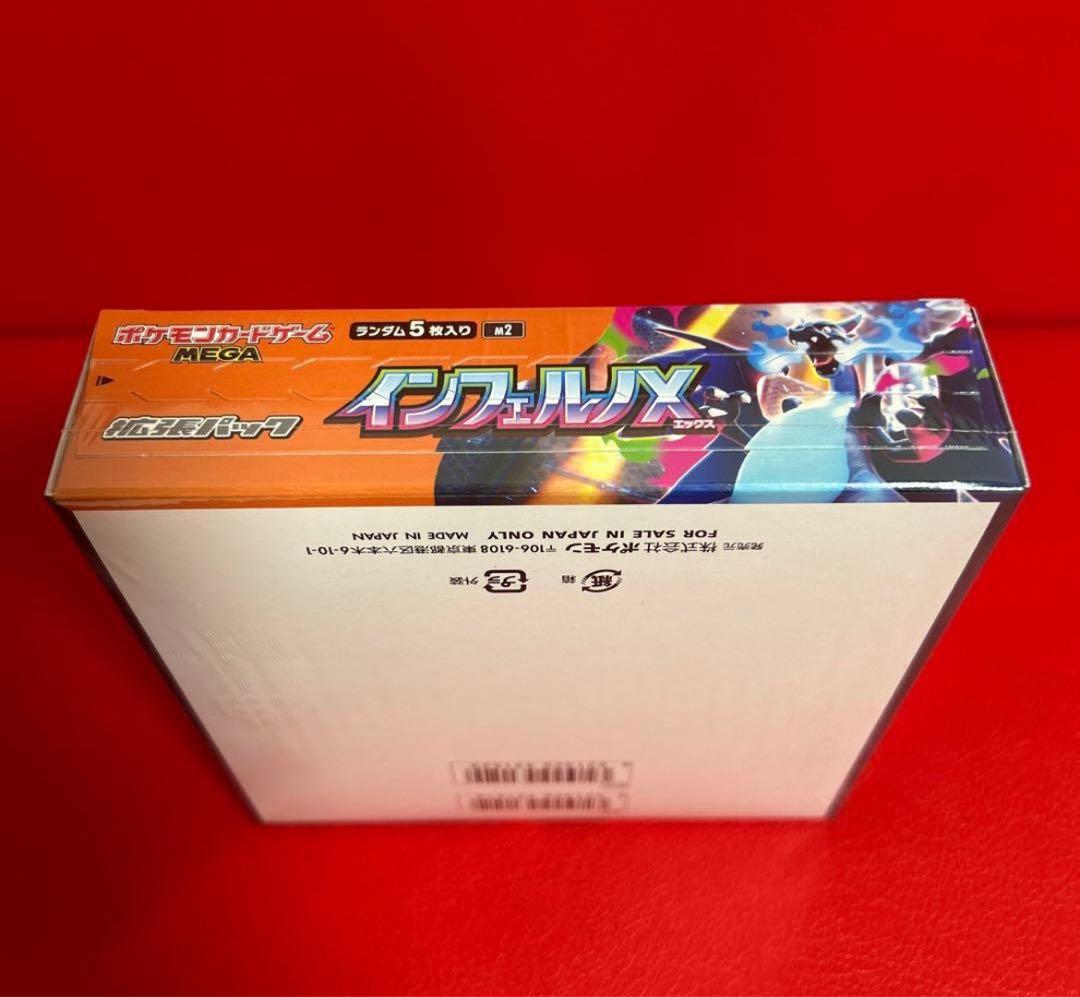 ポケモンカードゲーム
MEGA
ランダム5枚入り
M2
インフェルノX
エックス
拡張パック
FOR SALE IN JAPAN ONLY MADE IN JAPAN
発売元 株式会社ポケモン 〒106-6108 東京都港区六本木6-10-1
紙 箱
プラ 外装